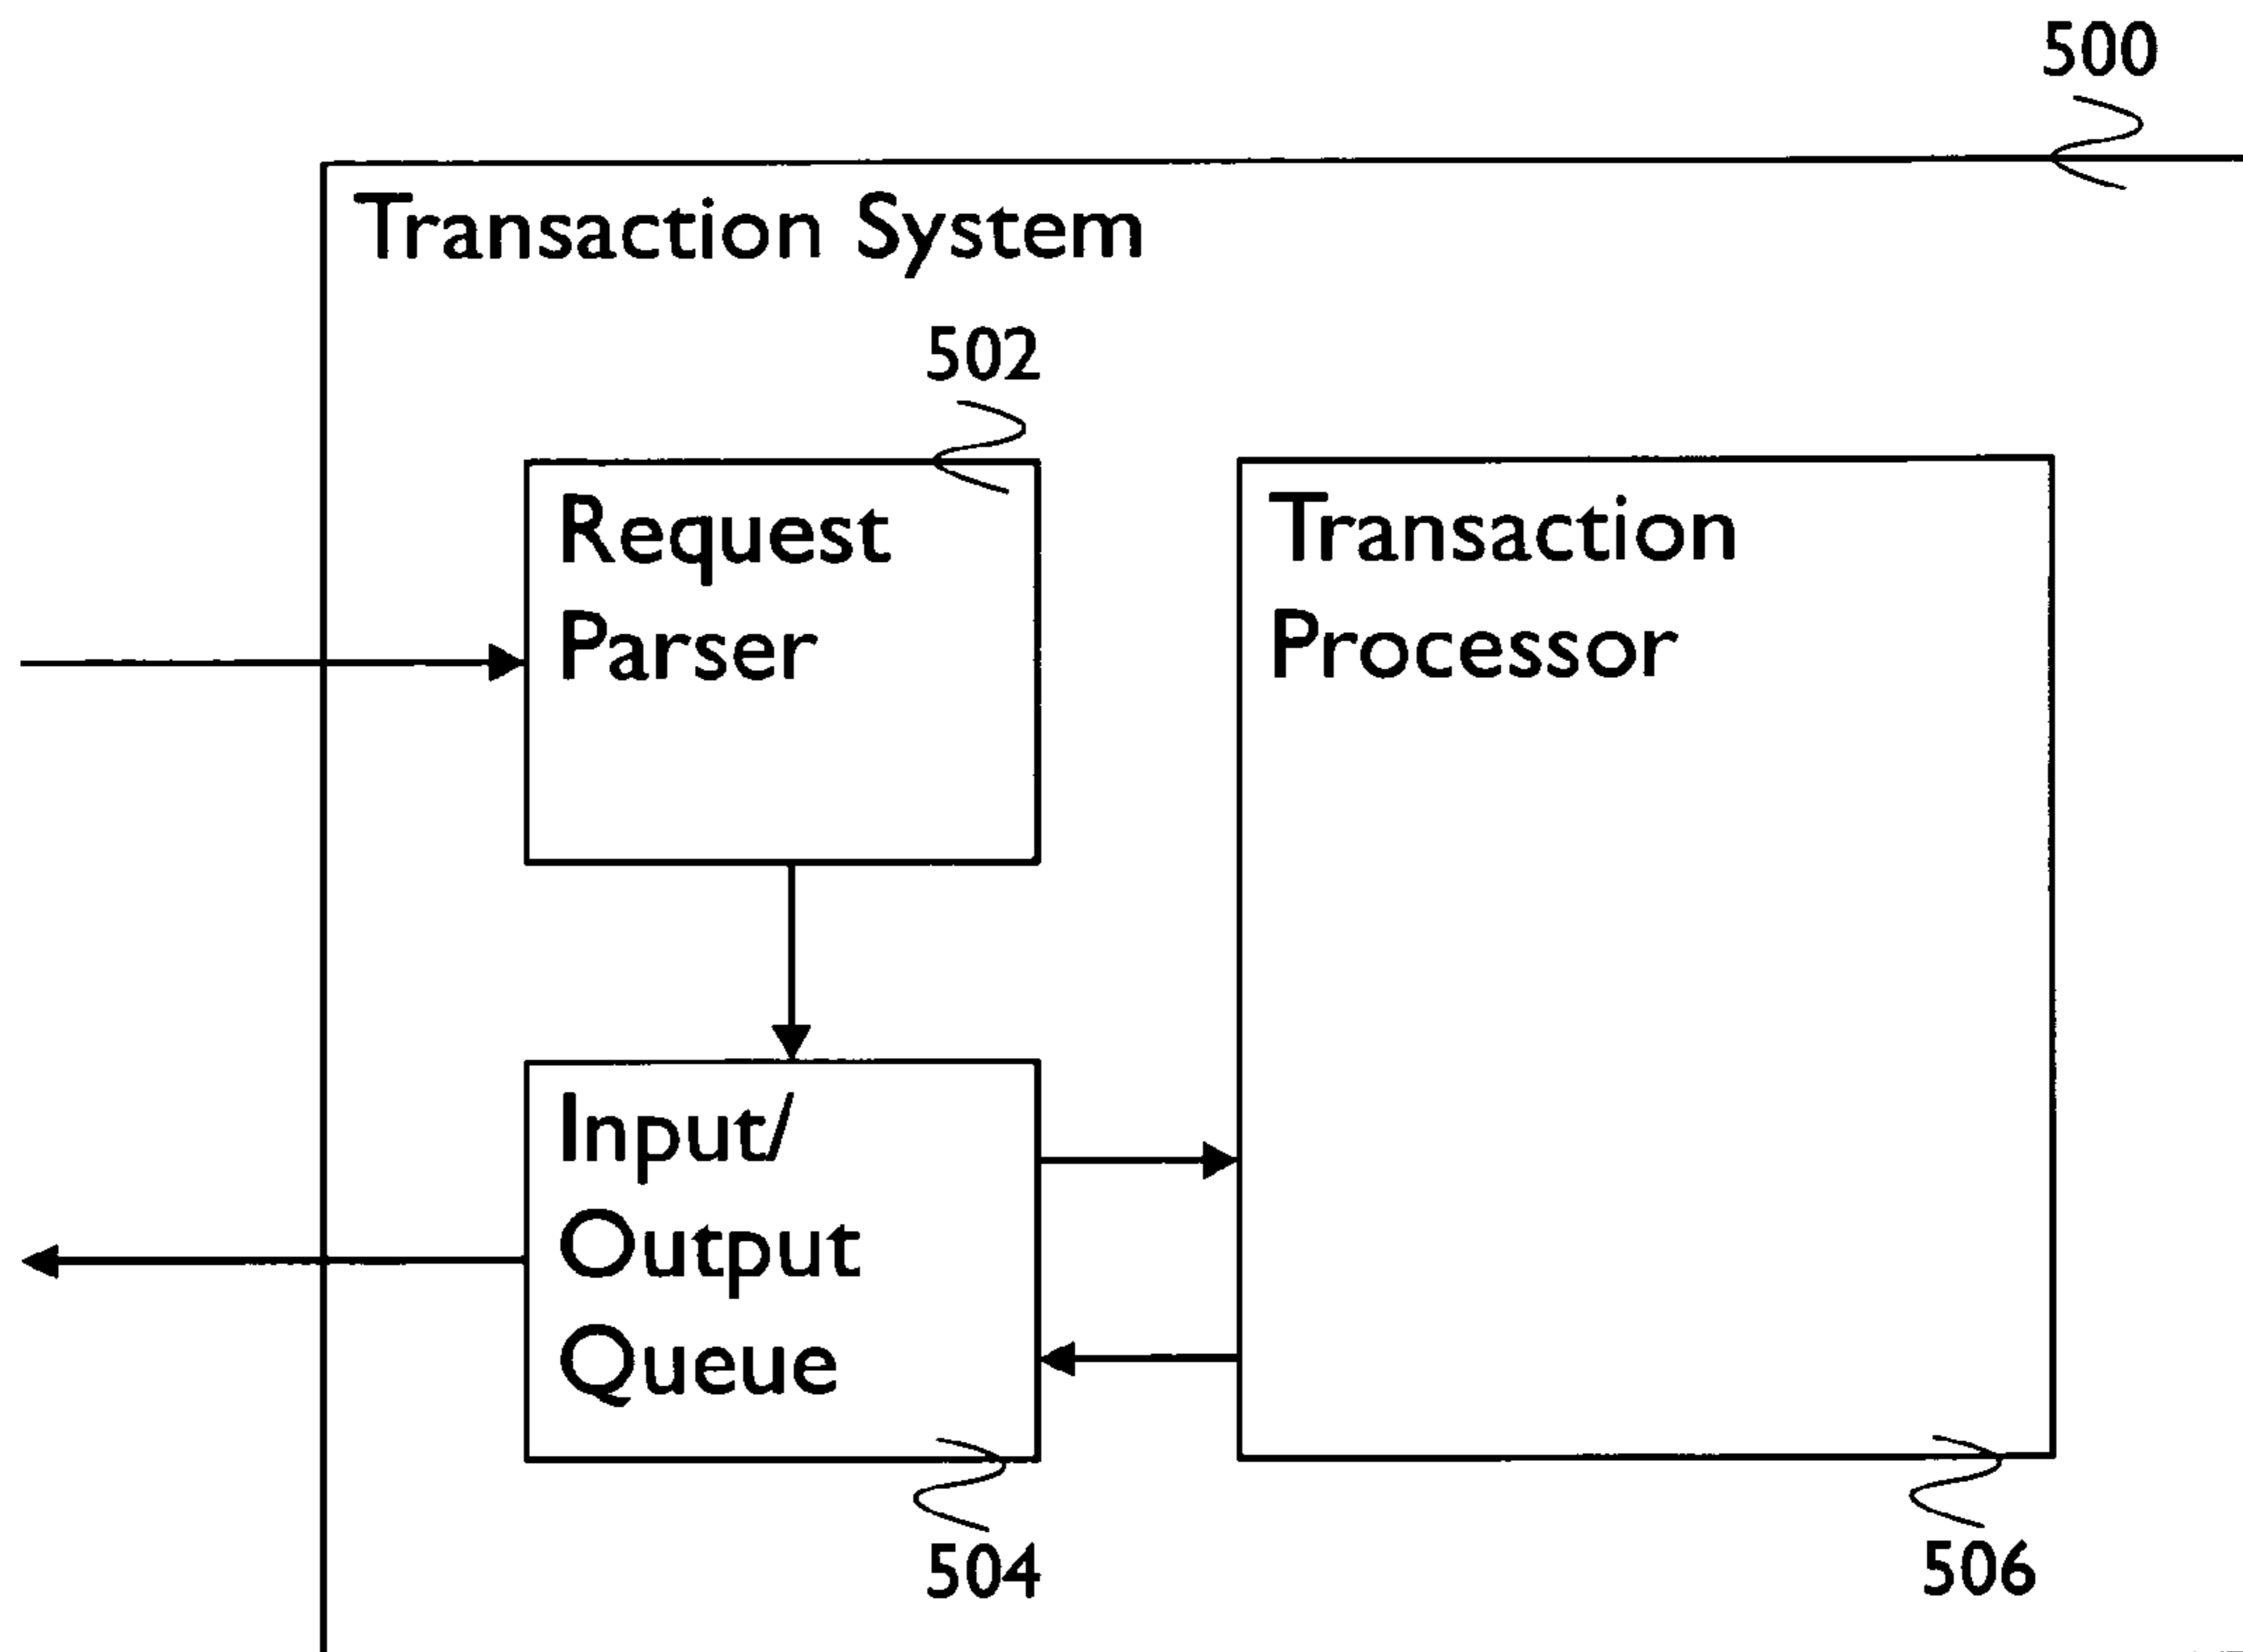 500
Transaction System
502
Request
Parser
Transaction
Processor
Input/
Output
Queue
504
506